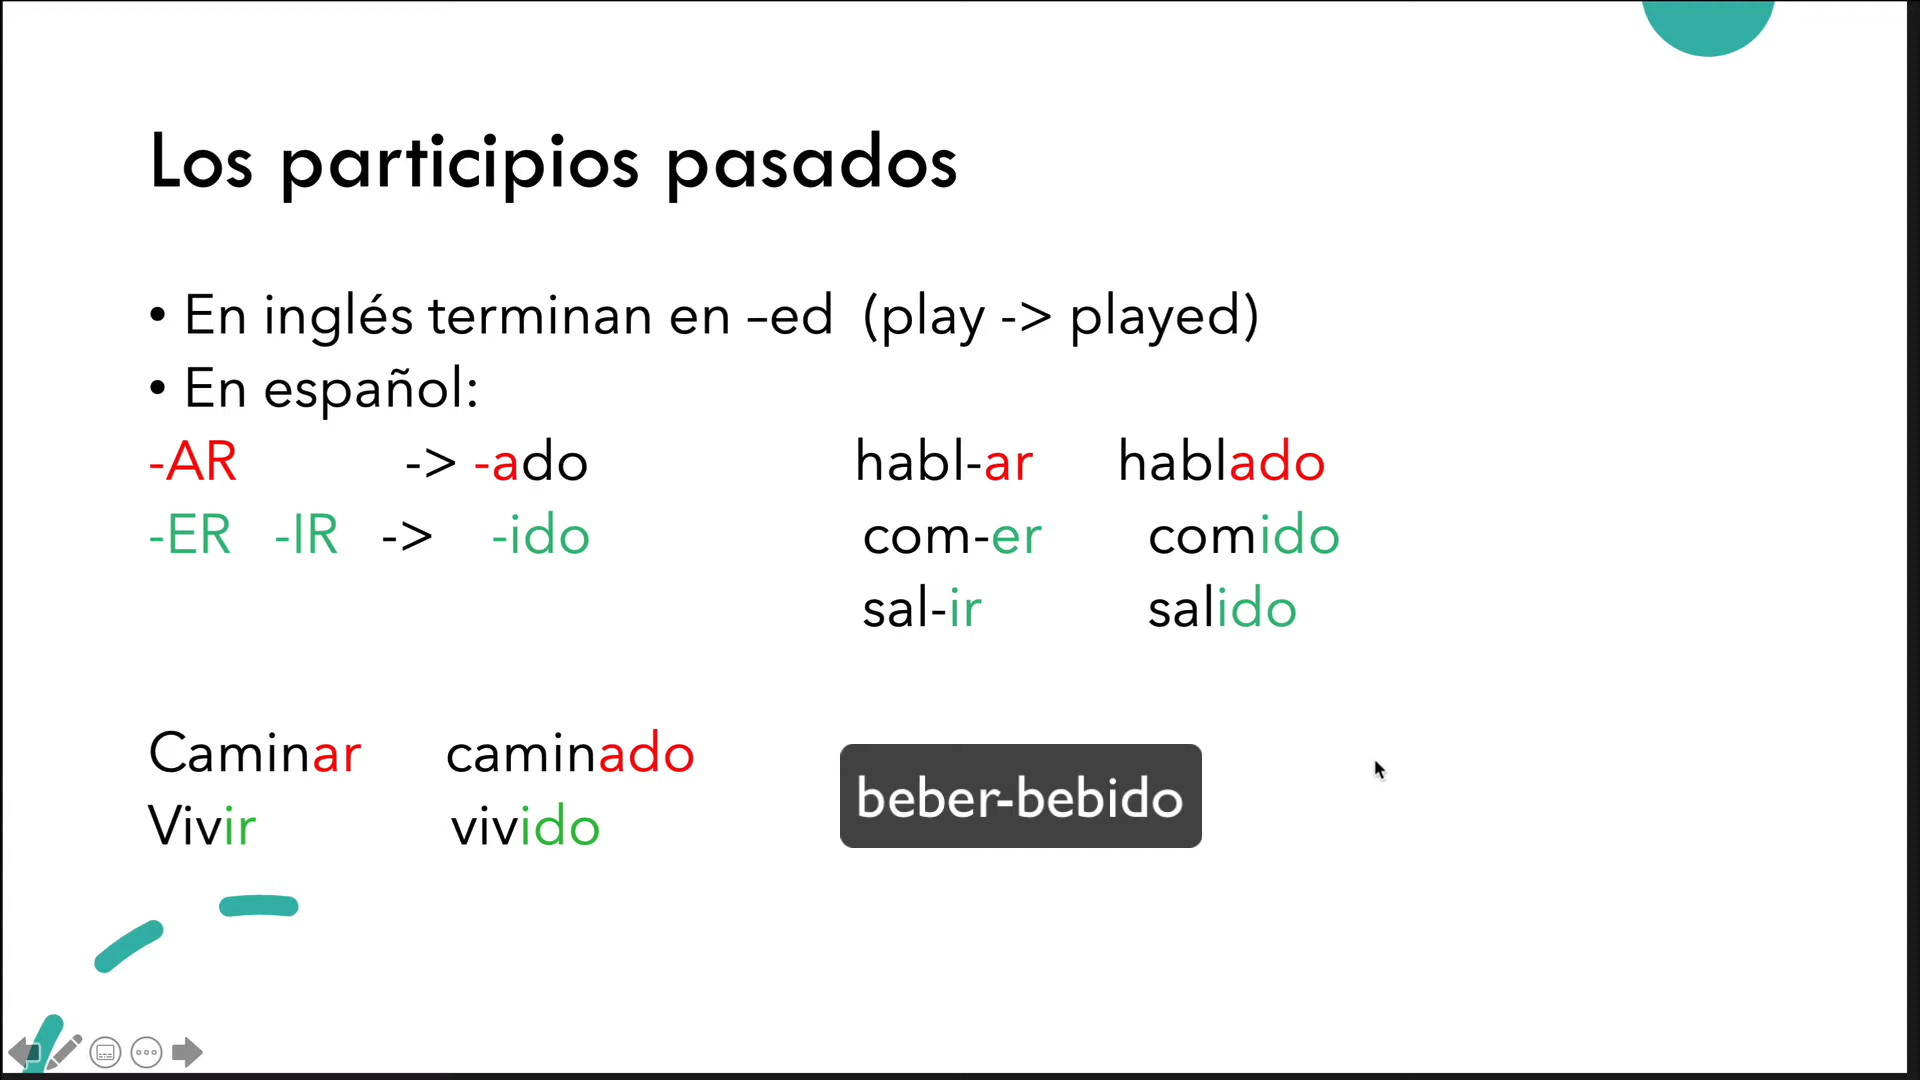 Los participios pasados
• En inglés terminan en –ed (play -> played)
• En español:
-AR -> -ado habl-ar hablado
-ER -IR -> -ido com-er comido
sal-ir salido
Caminar caminado
Vivir vivido
beber-bebido